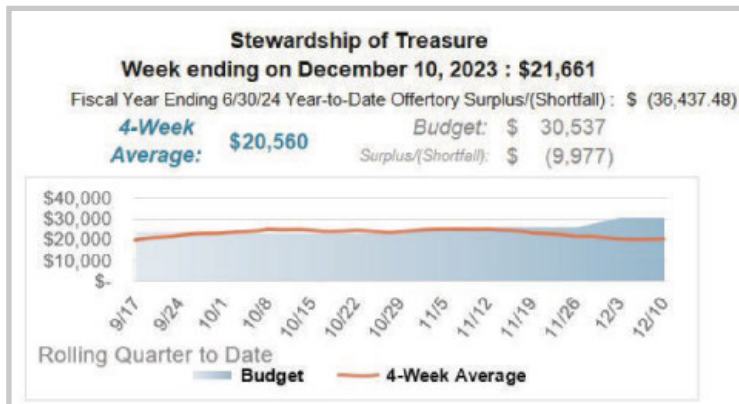 Stewardship of Treasure
Week ending on December 10, 2023 : $21,661
Fiscal Year Ending 6/30/24 Year-to-Date Offertory Surplus/(Shortfall) : $ (36,437.48)
4-Week Average: $20,560
Budget: $ 30,537
Surplus/(Shortfall): $ (9,977)
$40,000
$30,000
$20,000
$10,000
$-
9/17 9/24 10/1 10/8 10/15 10/22 10/29 11/5 11/12 11/19 11/26 12/3 12/10
Rolling Quarter to Date
Budget 4-Week Average